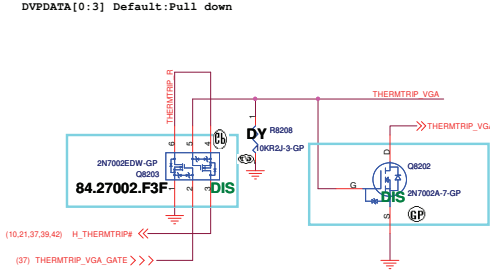 DVPDATA[0:3] Default:Pull down
THERMTRIP_R
THERMTRIP_VGA
THERMTRIP_VGA
6
5
4
1
DY
R8208
10KR2J-3-GP
2N7002EDW-GP
Q8203
84.27002.F3F
1
2
3
DIS
D
Q8202
G
2N7002A-7-GP
DIS
S
GP
(10,21,37,39,42) H_THERMTRIP#
(37) THERMTRIP_VGA_GATE